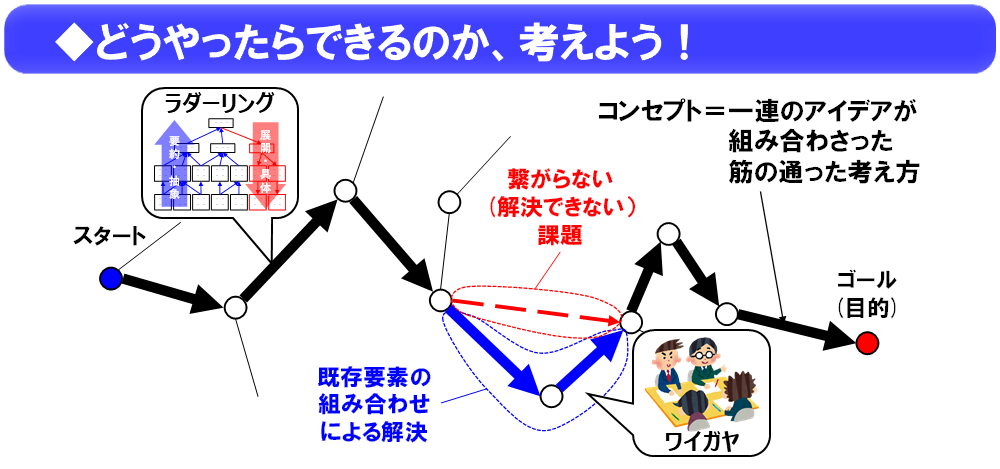 ◆どうやったらできるのか、考えよう！
ラダーリング
要約・抽象
展開・具体
コンセプト＝一連のアイデアが
組み合わさった
筋の通った考え方
繋がらない
（解決できない）
課題
スタート
ゴール
（目的）
既存要素の
組み合わせ
による解決
ワイガヤ